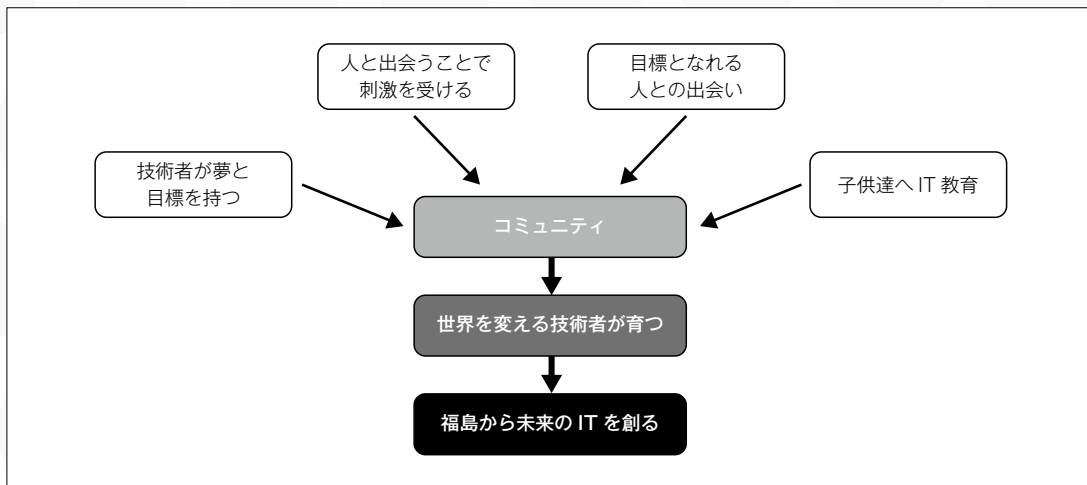 人と出会うことで
刺激を受ける
目標となれる
人との出会い
技術者が夢と
目標を持つ
子供達へ IT 教育
コミュニティ
世界を変える技術者が育つ
福島から未来の IT を創る